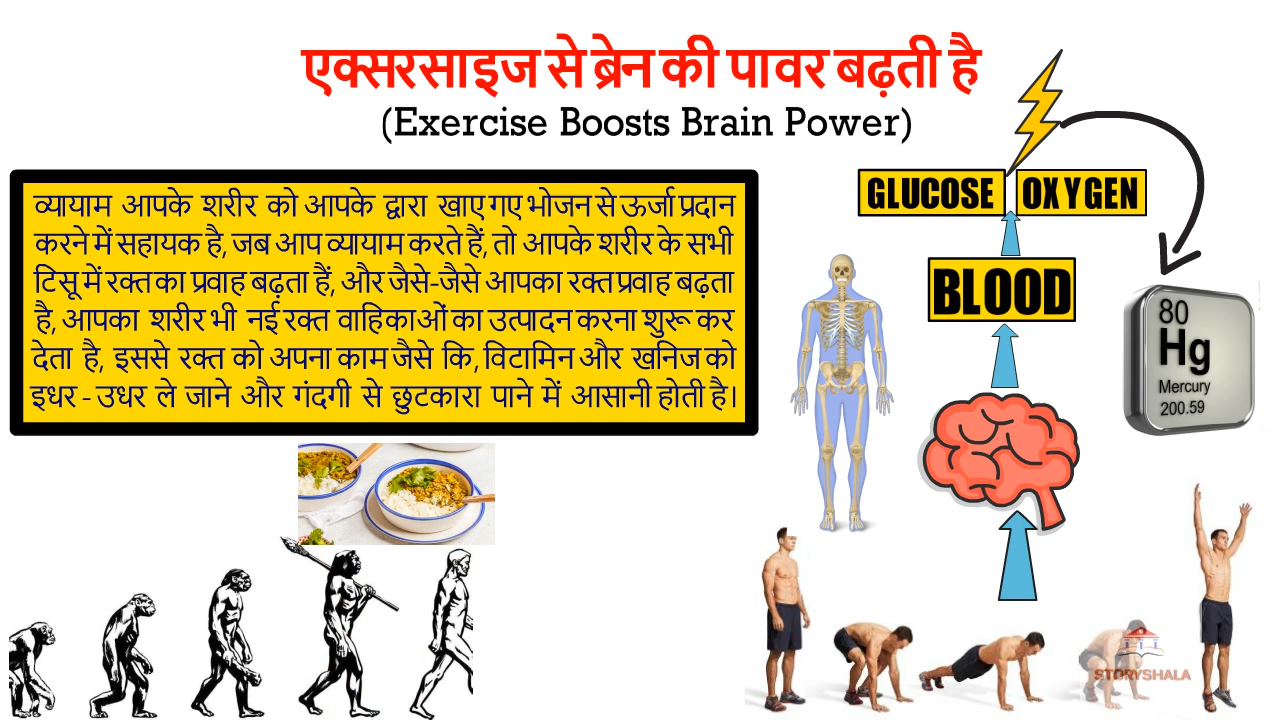 एक्सरसाइज से ब्रेन की पावर बढ़ती है
(Exercise Boosts Brain Power)
व्यायाम आपके शरीर को आपके द्वारा खाए गए भोजन से ऊर्जा प्रदान
करने में सहायक है, जब आप व्यायाम करते हैं, तो आपके शरीर के सभी
टिसू में रक्त का प्रवाह बढ़ता हैं, और जैसे-जैसे आपका रक्त प्रवाह बढ़ता
है, आपका शरीर भी नई रक्त वाहिकाओं का उत्पादन करना शुरू कर
देता है, इससे रक्त को अपना काम जैसे कि, विटामिन और खनिज को
इधर - उधर ले जाने और गंदगी से छुटकारा पाने में आसानी होती है।
GLUCOSE
OXYGEN
BLOOD
80
Hg
Mercury
200.59
STORYSHALA